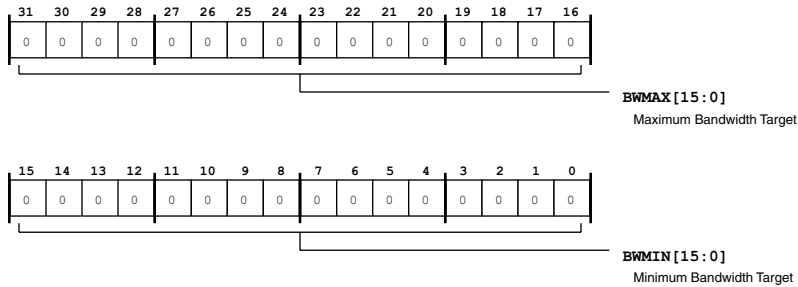 31 30 29 28 27 26 25 24 23 22 21 20 19 18 17 16
0 0 0 0 0 0 0 0 0 0 0 0 0 0 0 0
BWMAX[15:0]
Maximum Bandwidth Target
15 14 13 12 11 10 9 8 7 6 5 4 3 2 1 0
0 0 0 0 0 0 0 0 0 0 0 0 0 0 0 0
BWMIN[15:0]
Minimum Bandwidth Target